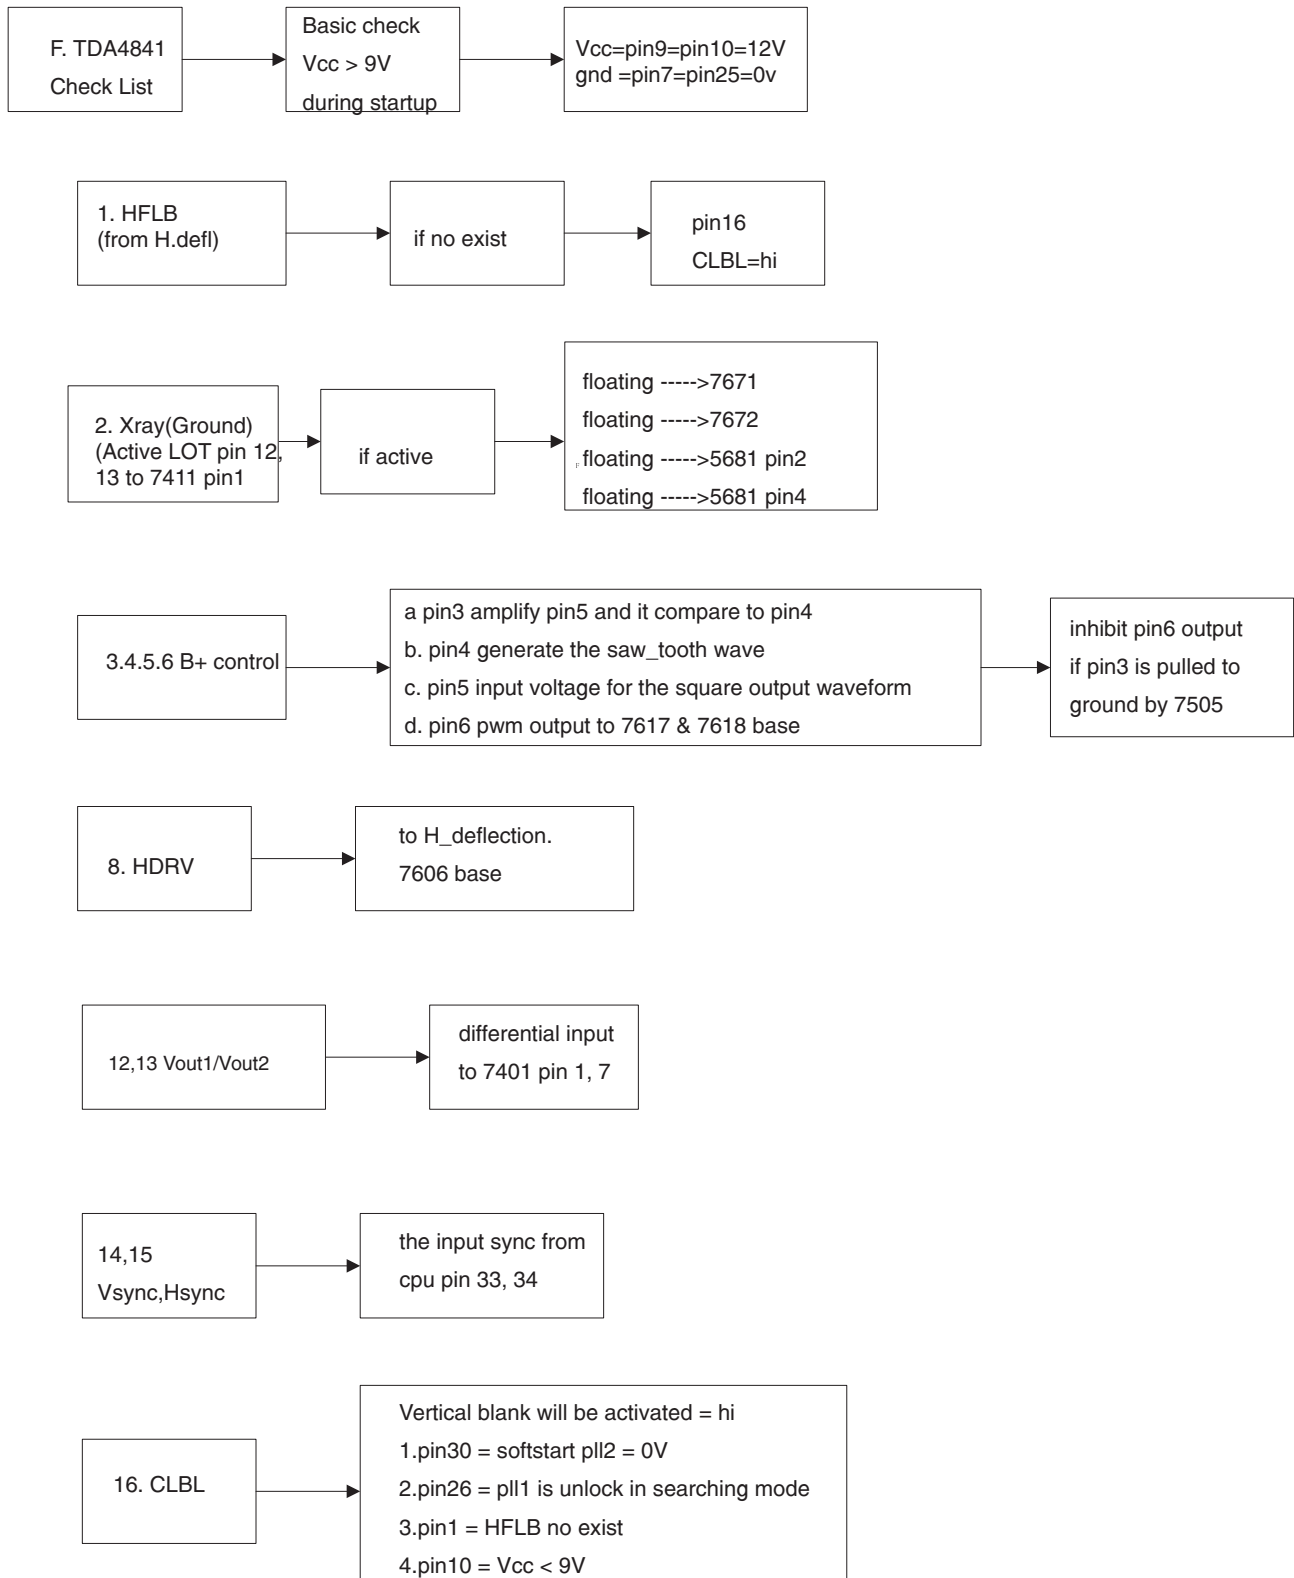 F. TDA4841
Check List
Basic check
Vcc > 9V
during startup
Vcc=pin9=pin10=12V
gnd =pin7=pin25=0v
1. HFLB
(from H.defl)
if no exist
pin16
CLBL=hi
2. Xray(Ground)
(Active LOT pin 12,
13 to 7411 pin1
if active
floating ----->7671
floating ----->7672
floating ----->5681 pin2
floating ----->5681 pin4
3.4.5.6 B+ control
a pin3 amplify pin5 and it compare to pin4
b. pin4 generate the saw_tooth wave
c. pin5 input voltage for the square output waveform
d. pin6 pwm output to 7617 & 7618 base
inhibit pin6 output
if pin3 is pulled to
ground by 7505
8. HDRV
to H_deflection.
7606 base
12,13 Vout1/Vout2
differential input
to 7401 pin 1, 7
14,15
Vsync,Hsync
the input sync from
cpu pin 33, 34
16. CLBL
Vertical blank will be activated = hi
1.pin30 = softstart pll2 = 0V
2.pin26 = pll1 is unlock in searching mode
3.pin1 = HFLB no exist
4.pin10 = Vcc < 9V